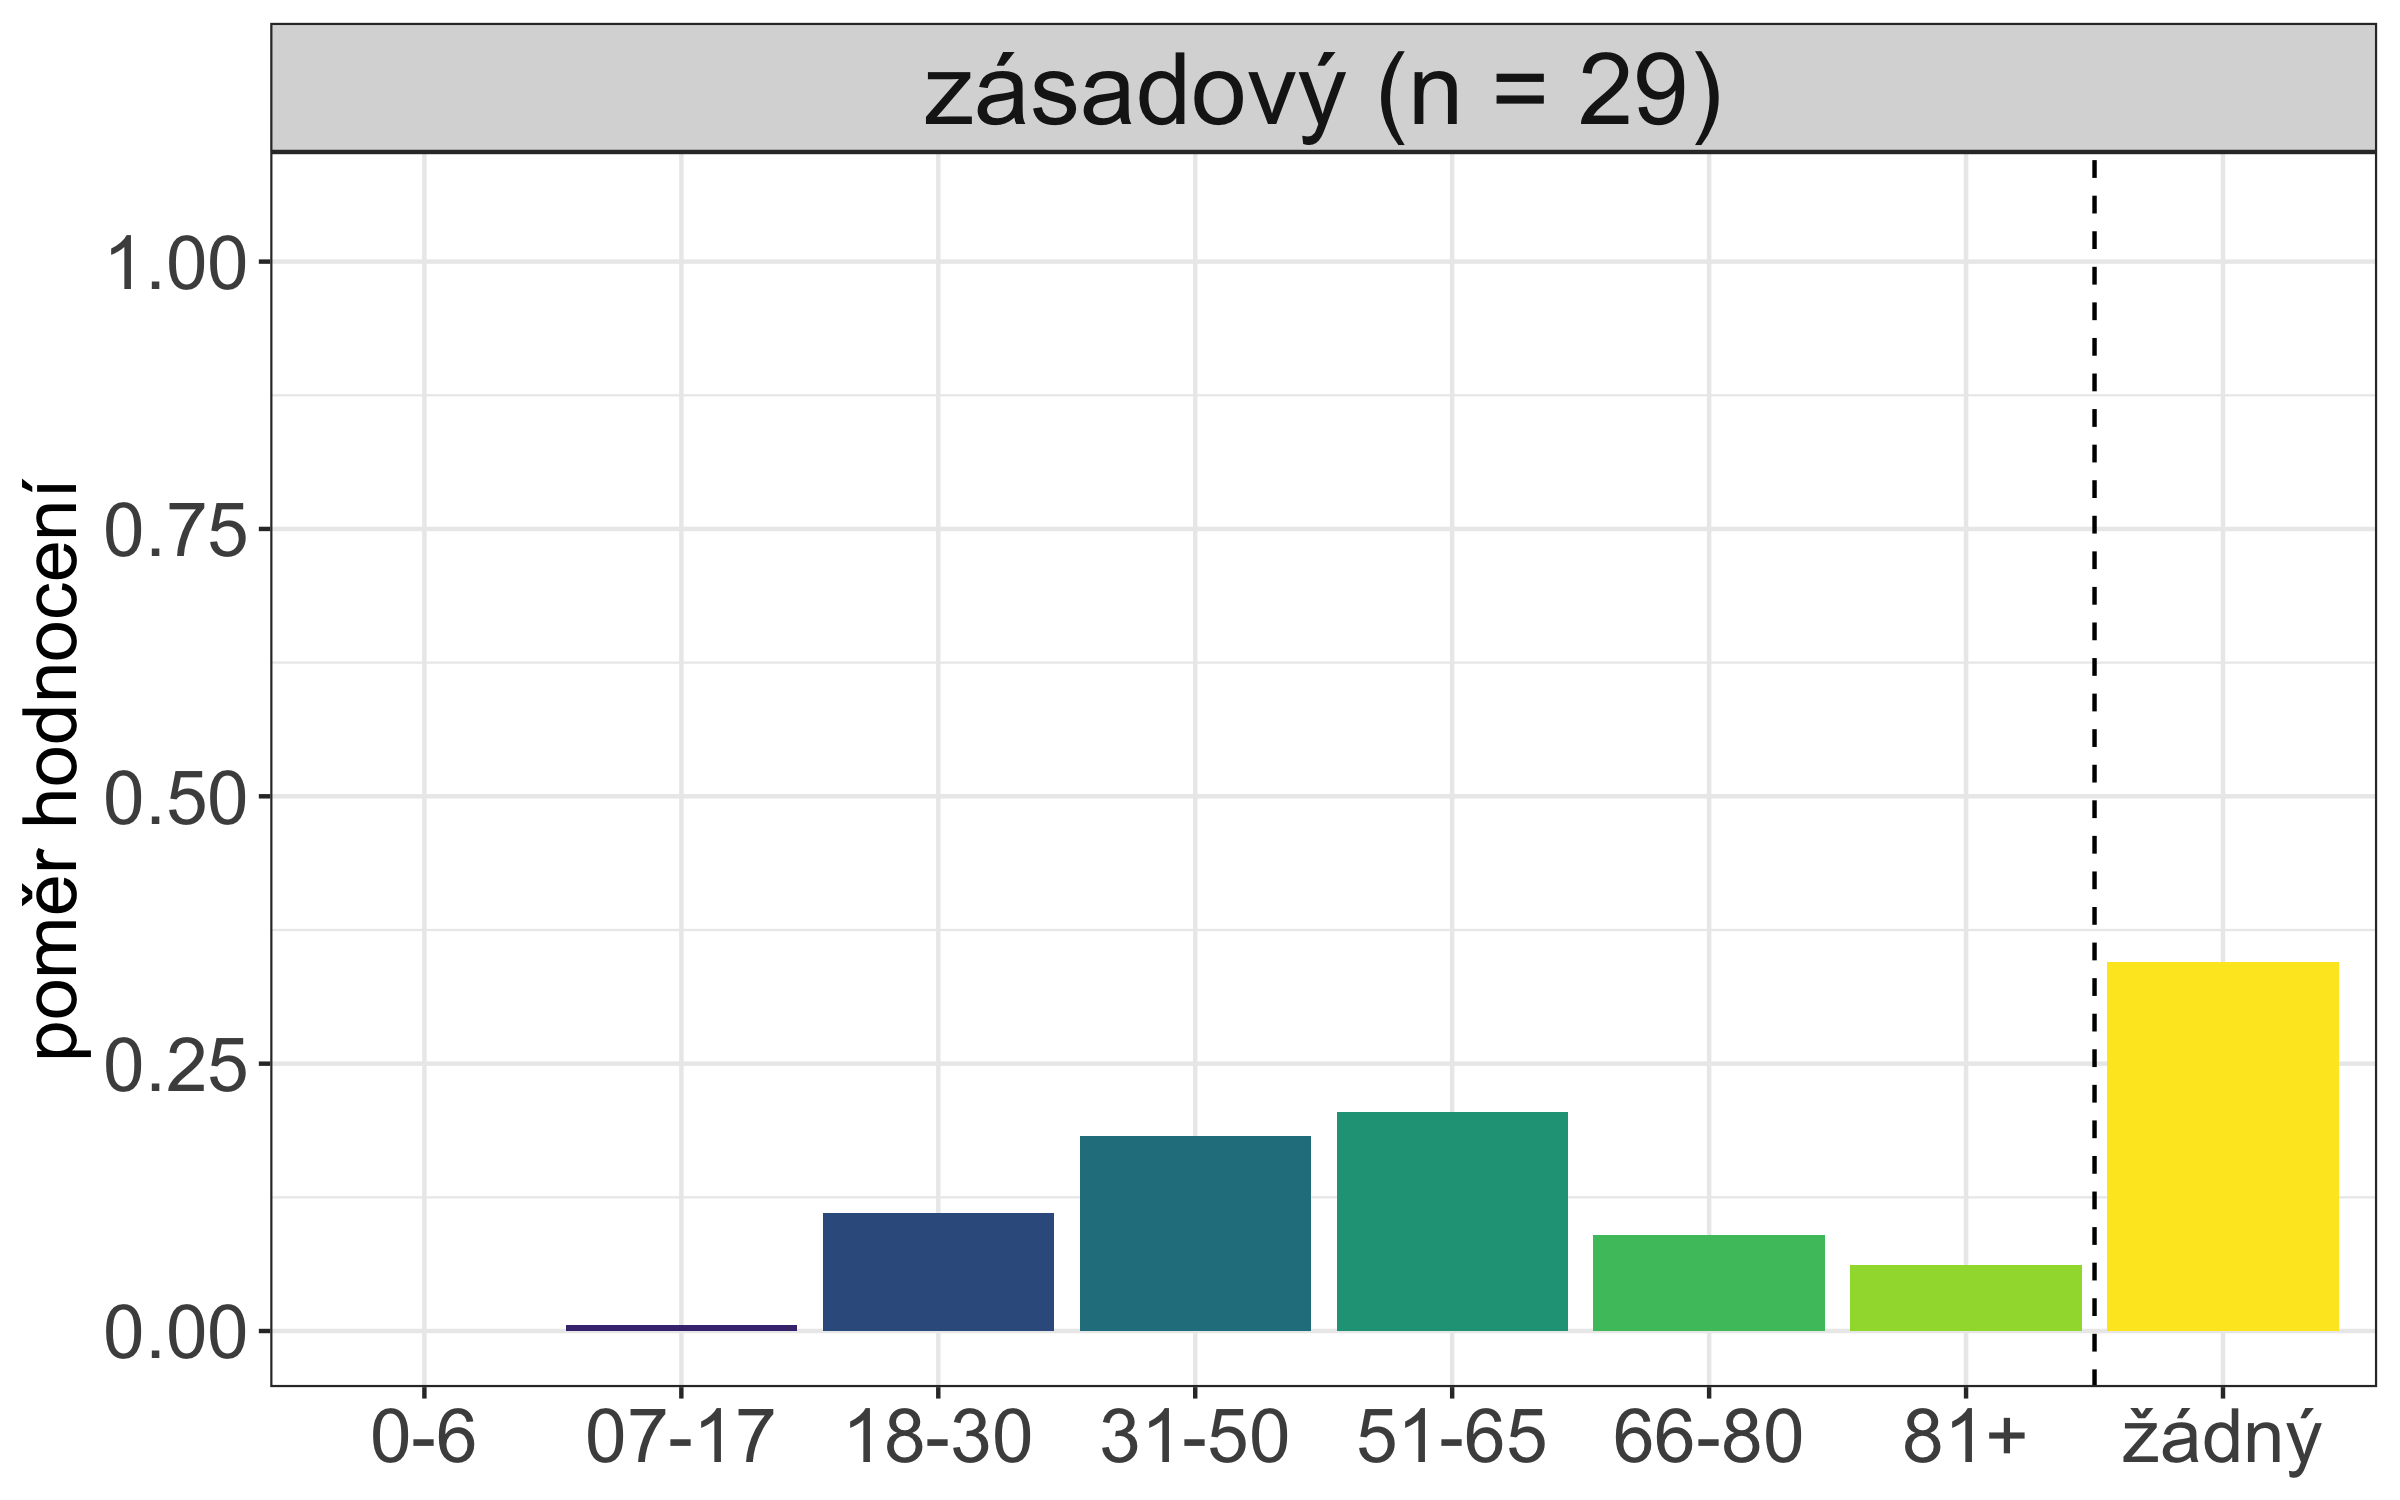 zásadový (n = 29)
poměr hodnocení
1.00
0.75
0.50
0.25
0.00
0-6 07-17 18-30 31-50 51-65 66-80 81+ žádný